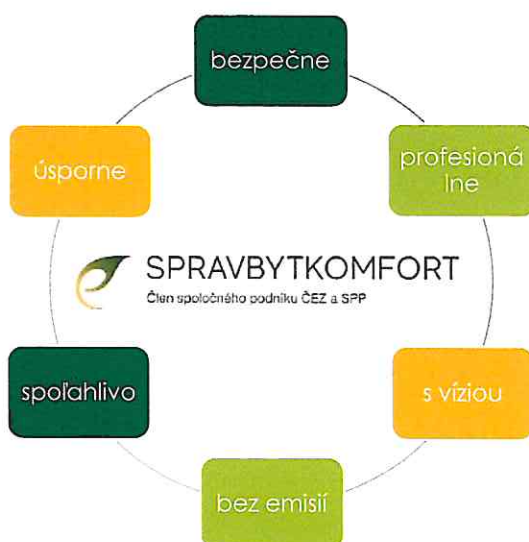 bezpečne
profesioná
lne
úsporne
SPRAVBYTKOMFORT
Člen spoločného podniku ČEZ a SPP
spoľahlivo
s víziou
bez emisií